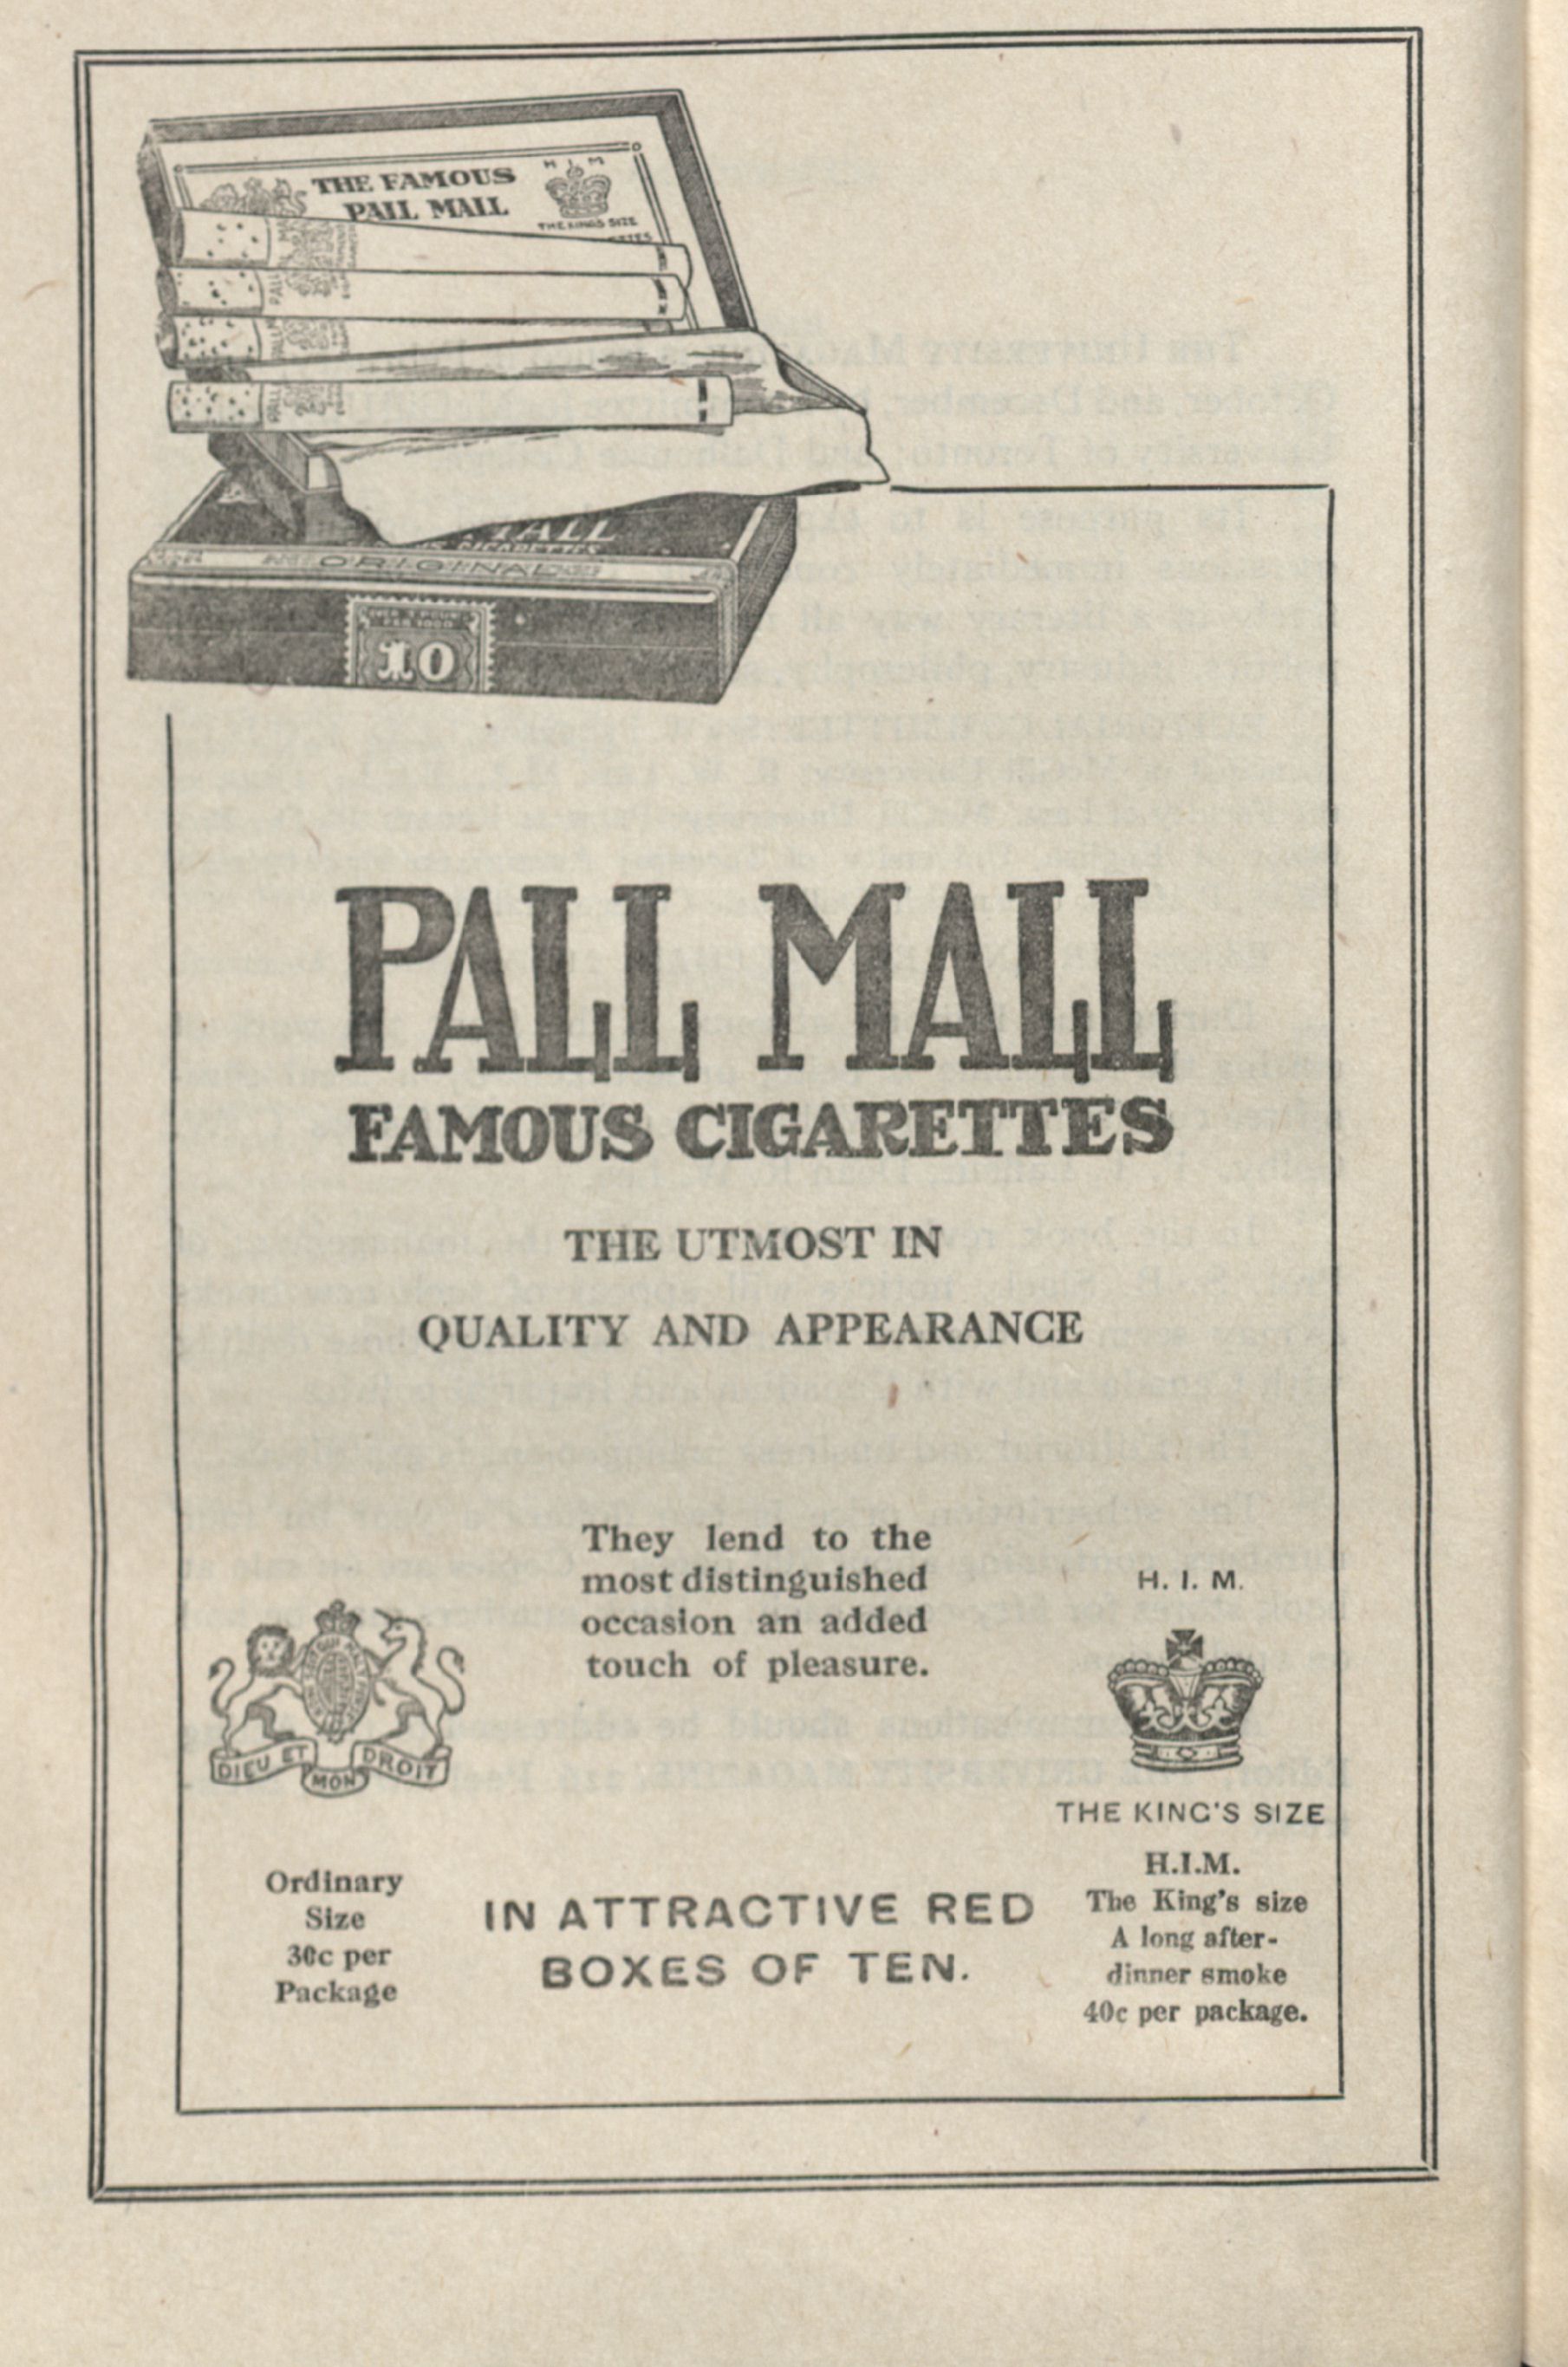 THE FAMOUS
PALL MALL
H I M
THE KINGS SIZE
ORIGINAL
10
PALL MALL
FAMOUS CIGARETTES
THE UTMOST IN
QUALITY AND APPEARANCE
They lend to the
most distinguished
occasion an added
touch of pleasure.
DIEU ET
MON
DROIT
H. I. M.
THE KING'S SIZE
Ordinary
Size
30c per
Package
IN ATTRACTIVE RED
BOXES OF TEN.
H.I.M.
The King's size
A long after-
dinner smoke
40c per package.